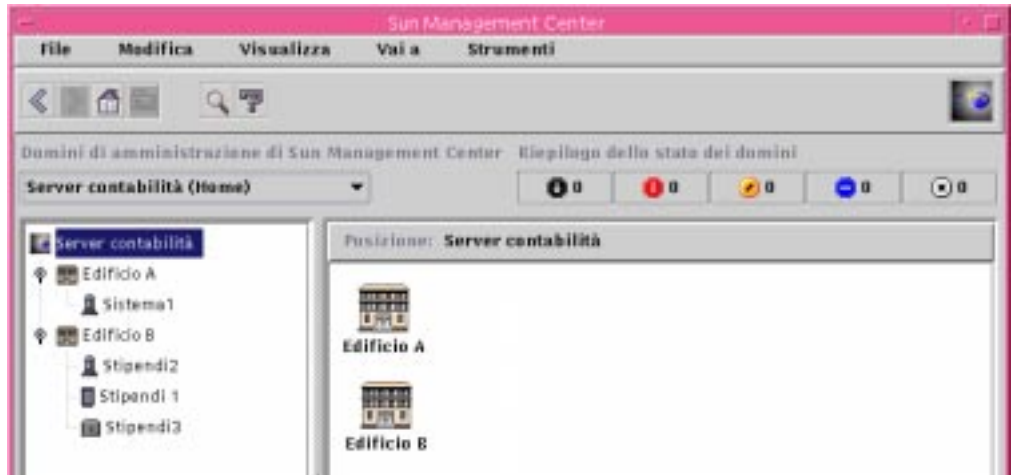 Sun Management Center
File Modifica Visualizza Vai a Strumenti
Domini di amministrazione di Sun Management Center Riepilogo dello stato dei domini
Server contabilità (Home) 0 0 0 0 0
Server contabilità
Posizione: Server contabilità
Edificio A
Sistema1
Edificio B
Stipendi2
Stipendi 1
Stipendi3
Edificio A
Edificio B